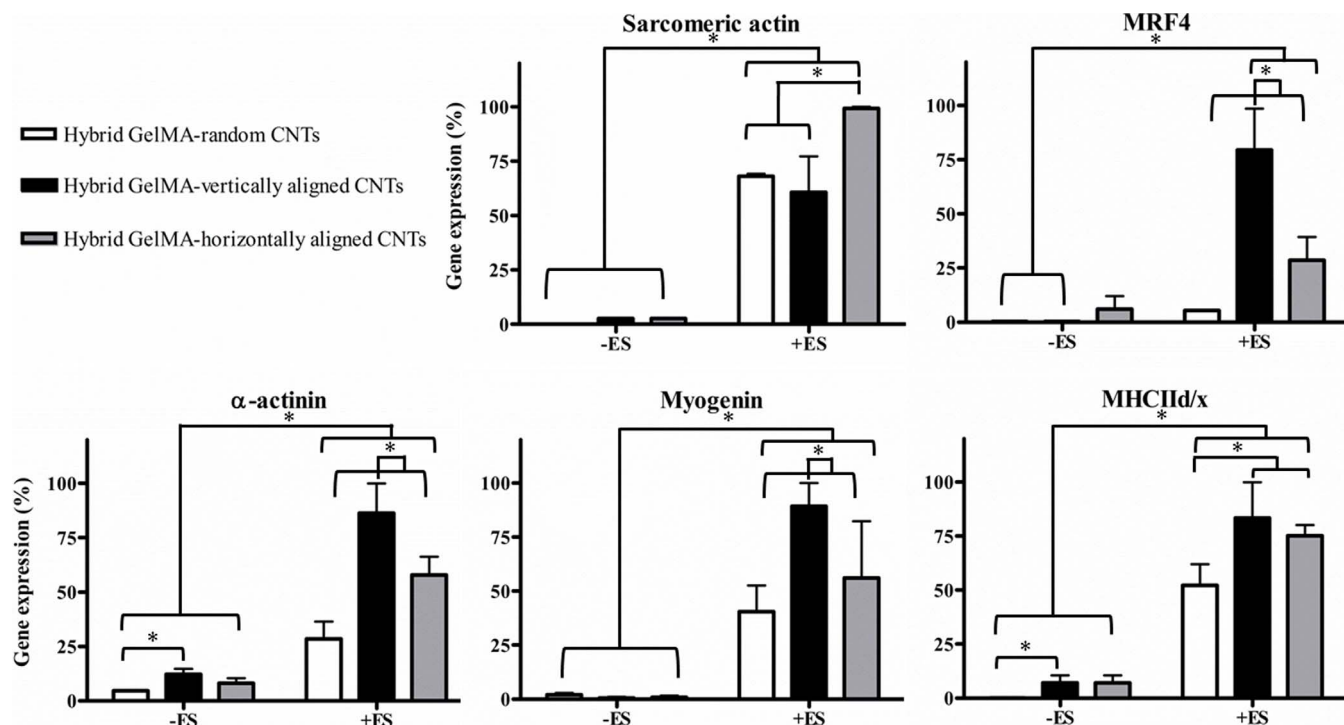 Sarcomeric actin
*
*
Gene expression (%)
100
75
50
25
0
-ES
+ES
MRF4
*
*
100
75
50
25
0
-ES
+ES
Hybrid GelMA-random CNTs
Hybrid GelMA-vertically aligned CNTs
Hybrid GelMA-horizontally aligned CNTs
α-actinin
*
*
*
Gene expression (%)
100
75
50
25
0
-ES
+ES
Myogenin
*
*
100
75
50
25
0
-ES
+ES
MHCIId/x
*
*
*
100
75
50
25
0
-ES
+ES